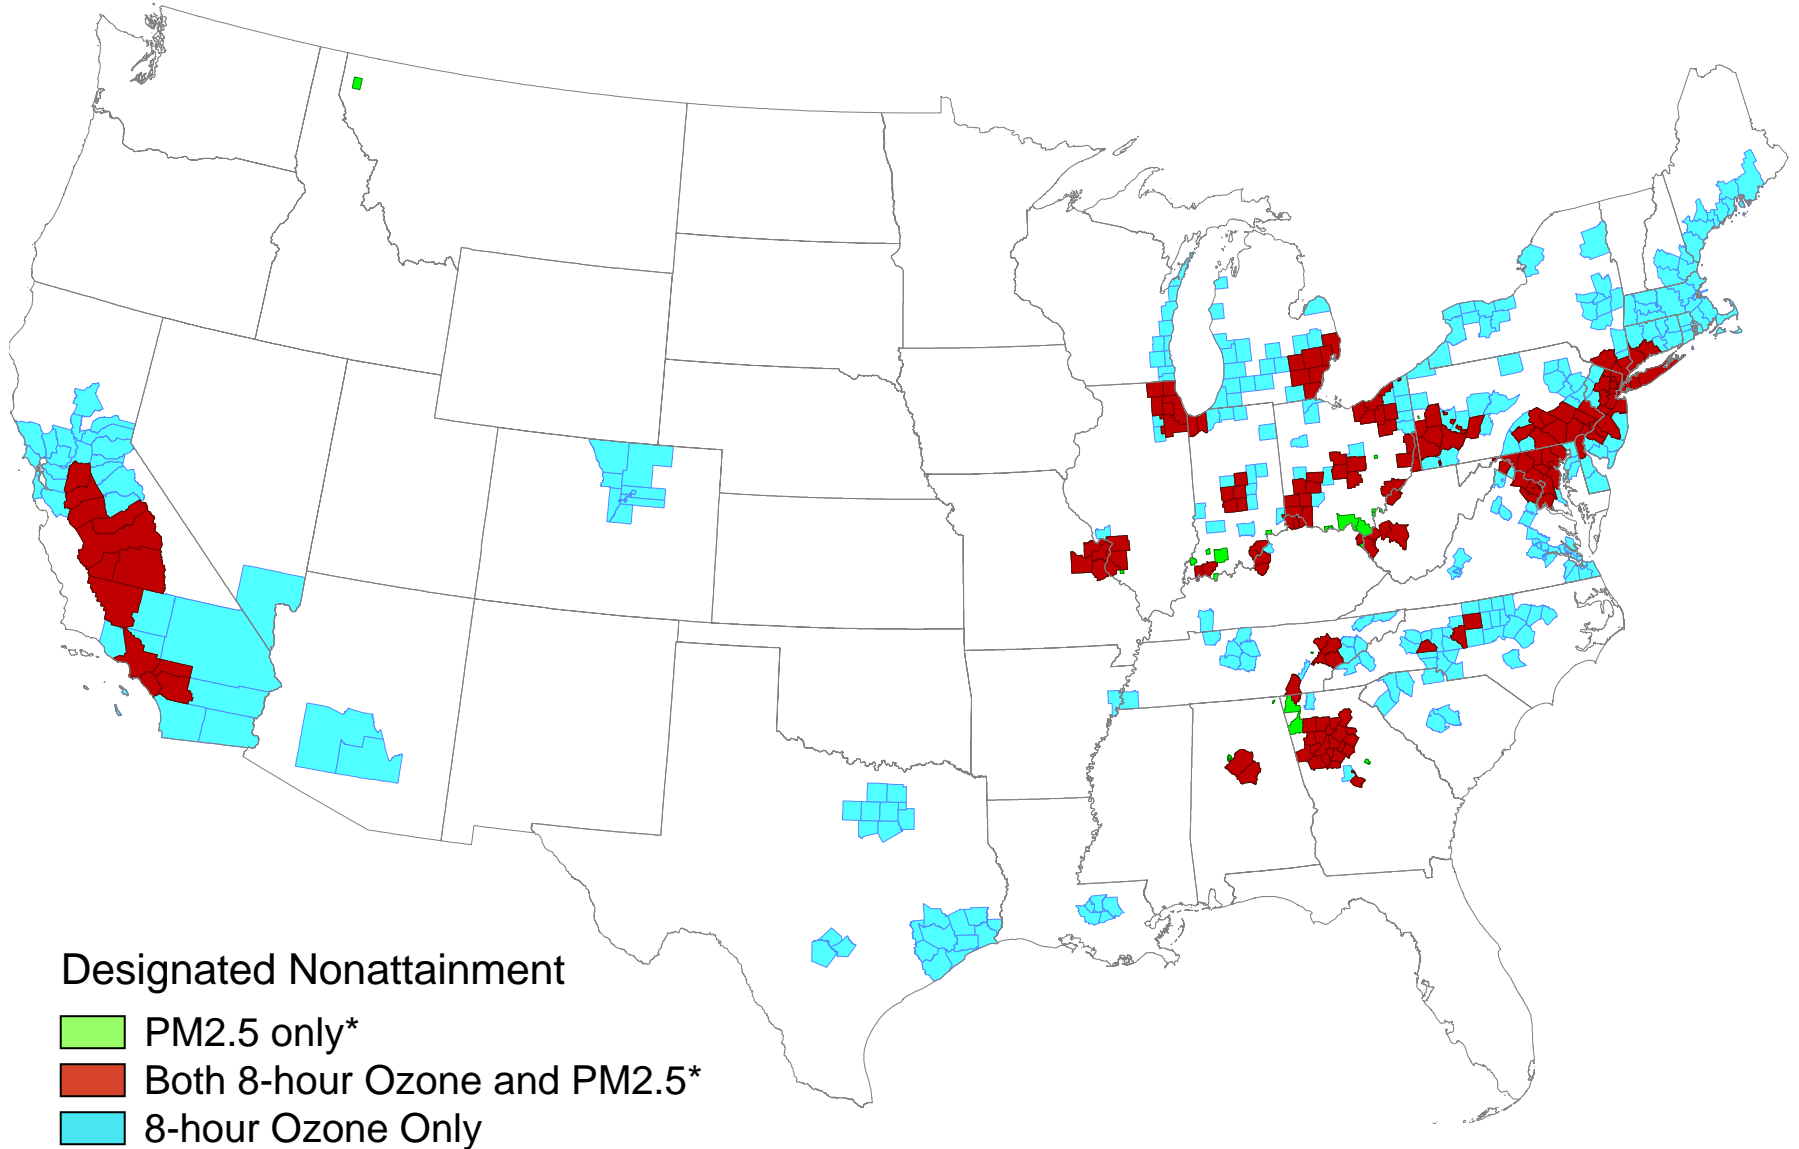 Designated Nonattainment
PM2.5 only*
Both 8-hour Ozone and PM2.5*
8-hour Ozone Only